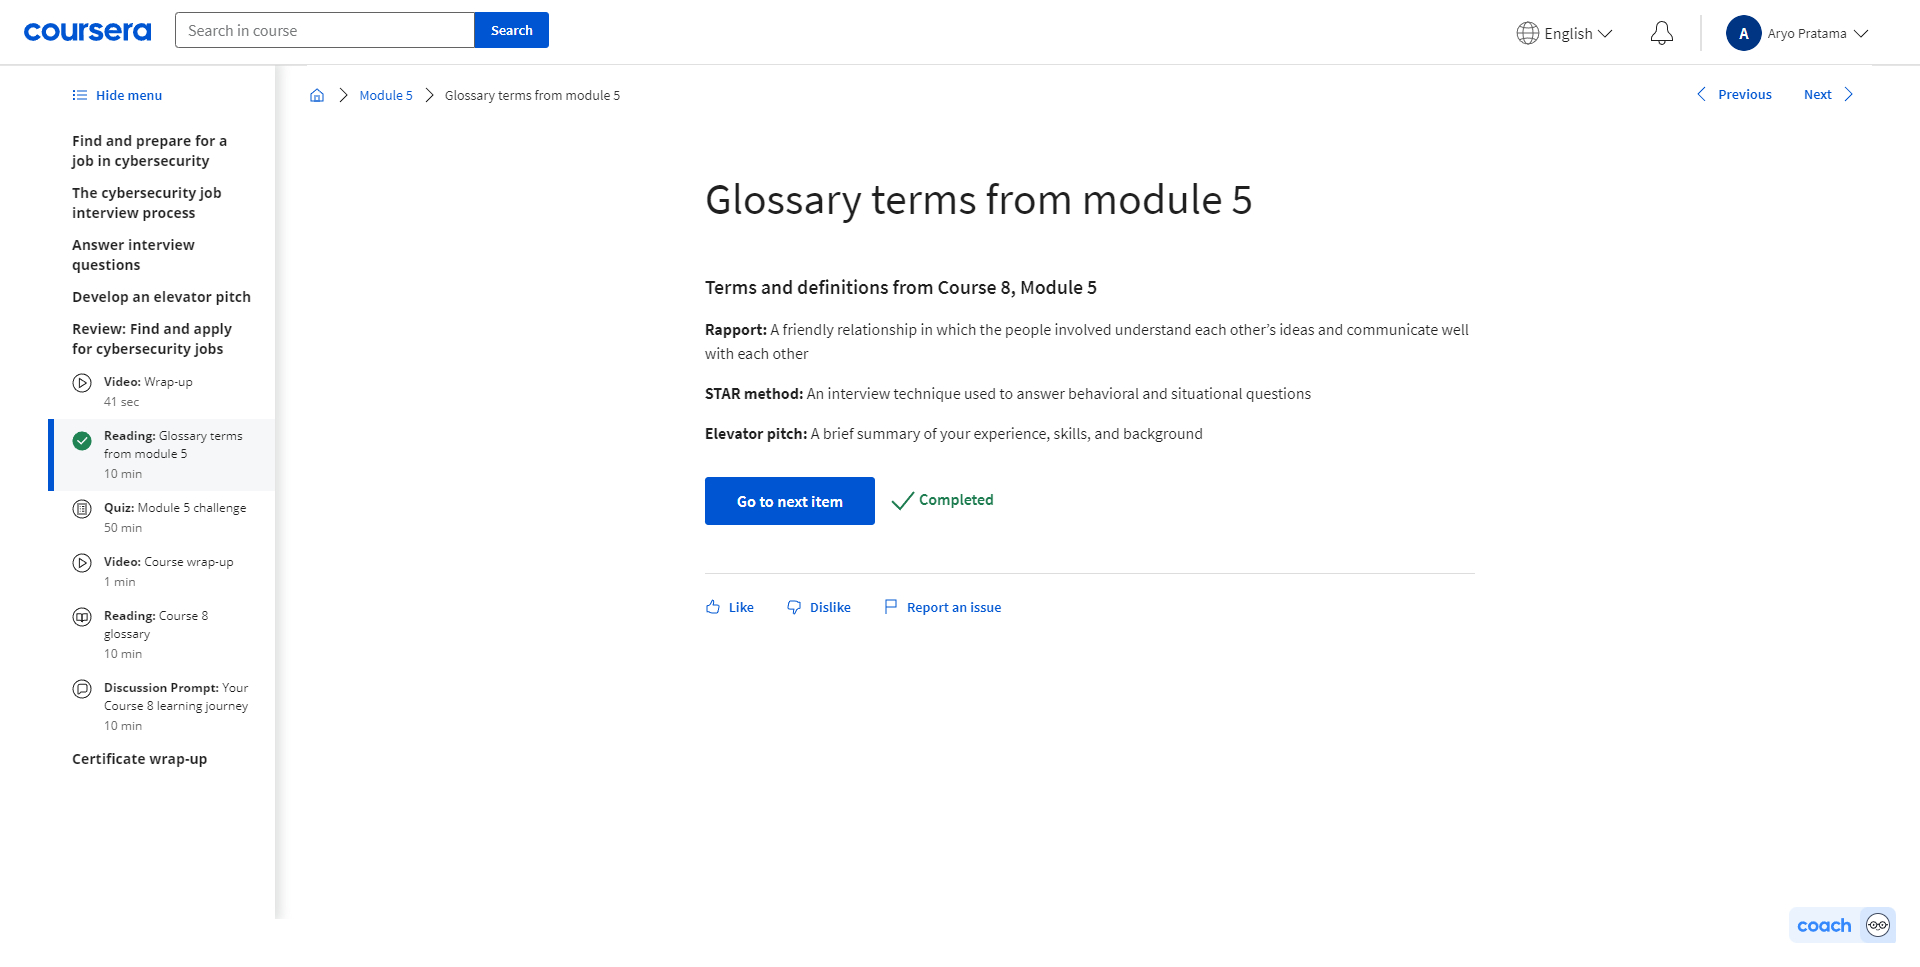 coursera
Search in course
Search
English
A
Aryo Pratama
Hide menu
Module 5
Glossary terms from module 5
Previous
Next
Find and prepare for a
job in cybersecurity
The cybersecurity job
interview process
Answer interview
questions
Develop an elevator pitch
Review: Find and apply
for cybersecurity jobs
Video: Wrap-up
41 sec
Reading: Glossary terms
from module 5
10 min
Quiz: Module 5 challenge
50 min
Video: Course wrap-up
1 min
Reading: Course 8
glossary
10 min
Discussion Prompt: Your
Course 8 learning journey
10 min
Certificate wrap-up
Glossary terms from module 5
Terms and definitions from Course 8, Module 5
Rapport: A friendly relationship in which the people involved understand each other’s ideas and communicate well
with each other
STAR method: An interview technique used to answer behavioral and situational questions
Elevator pitch: A brief summary of your experience, skills, and background
Go to next item
Completed
Like
Dislike
Report an issue
coach